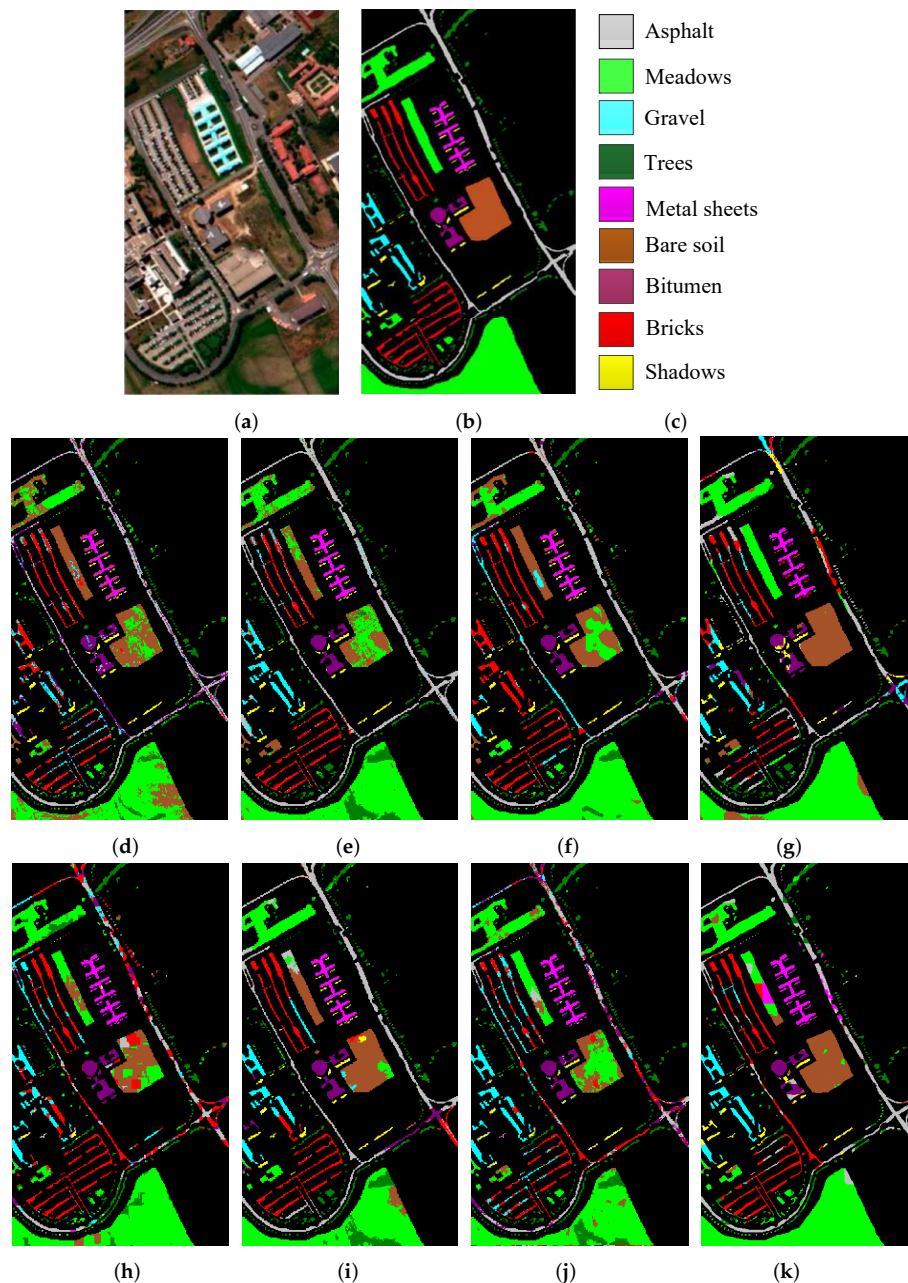 Asphalt
Meadows
Gravel
Trees
Metal sheets
Bare soil
Bitumen
Bricks
Shadows
(a) (b) (c)
(d) (e) (f) (g)
(h) (i) (j) (k)